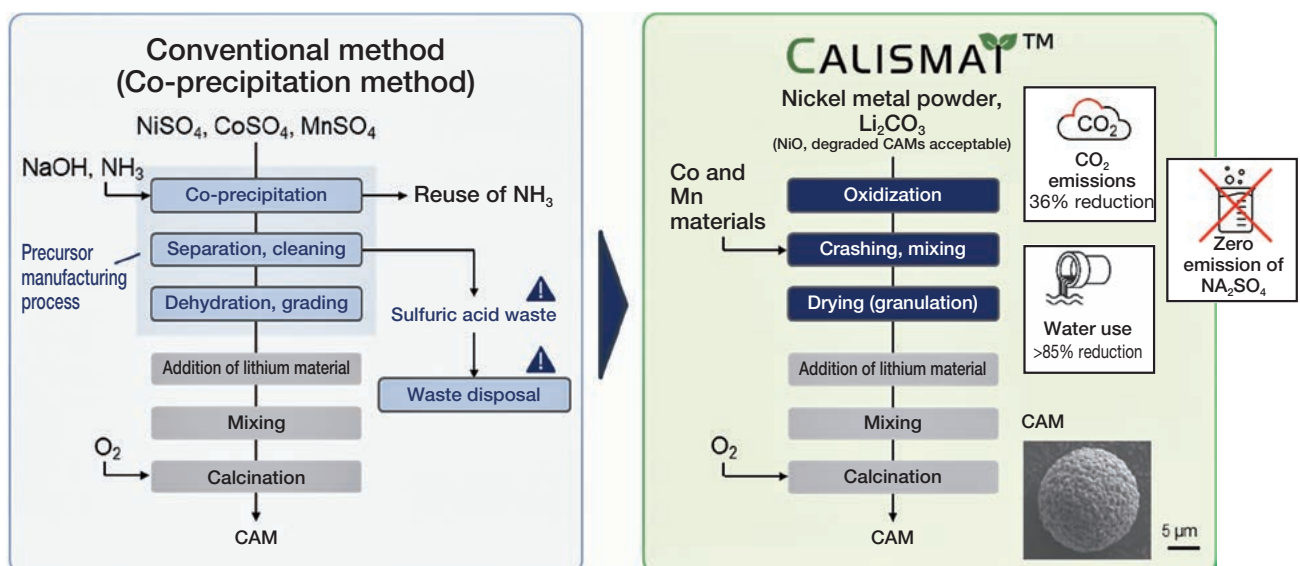 Conventional method
(Co-precipitation method)
NiSO₄, CoSO₄, MnSO₄
NaOH, NH₃
Co-precipitation
Reuse of NH₃
Precursor
manufacturing
process
Separation, cleaning
Dehydration, grading
Sulfuric acid waste
Addition of lithium material
Waste disposal
Mixing
O₂
Calcination
CAM
CALISMAT™
Nickel metal powder,
Li₂CO₃
(NiO, degraded CAMs acceptable)
Co and
Mn
materials
Oxidization
Crashing, mixing
Drying (granulation)
Addition of lithium material
Mixing
O₂
Calcination
CAM
CO₂
CO₂
emissions
36% reduction
Zero
emission of
NA₂SO₄
Water use
>85% reduction
CAM
5 µm